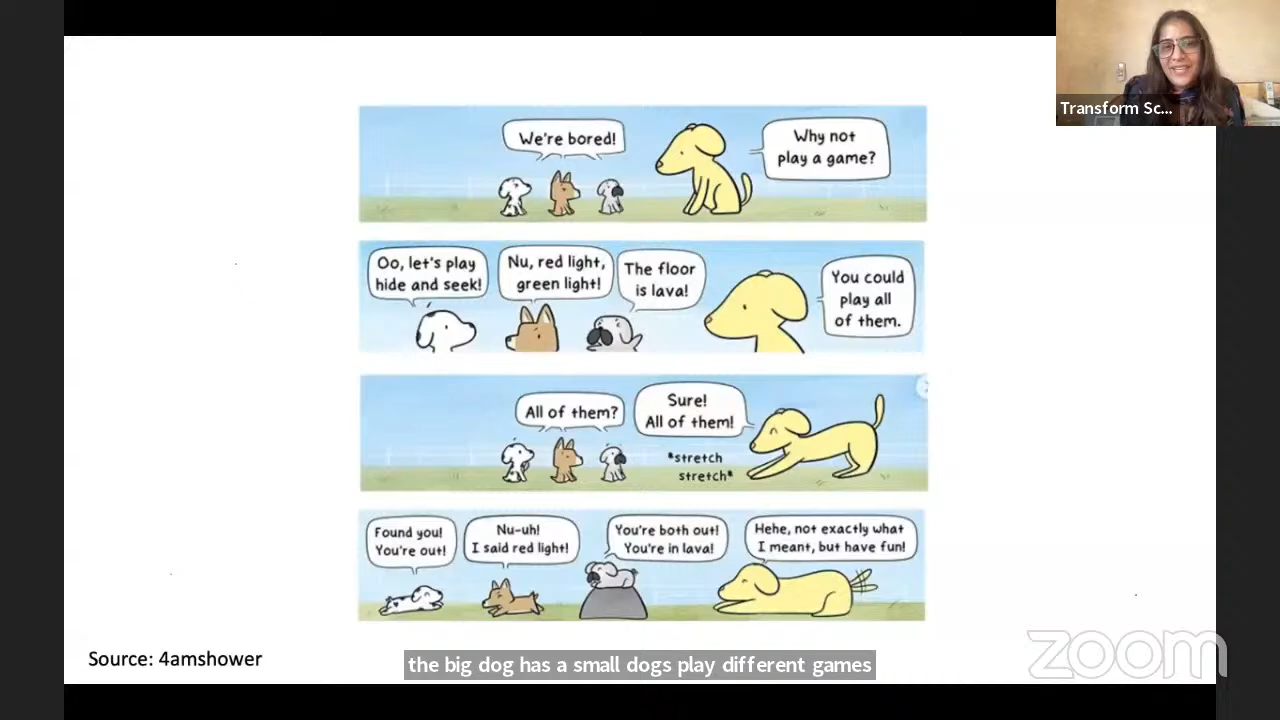 Transform Sc...
We're bored!
Why not
play a game?
Oo, let's play
hide and seek!
Nu, red light,
green light!
The floor
is lava!
You could
play all
of them.
All of them?
Sure!
All of them!
*stretch
stretch*
Found you!
You're out!
Nu-uh!
I said red light!
You're both out!
You're in lava!
Hehe, not exactly what
I meant, but have fun!
Source: 4amshower
the big dog has a small dogs play different games
zoom